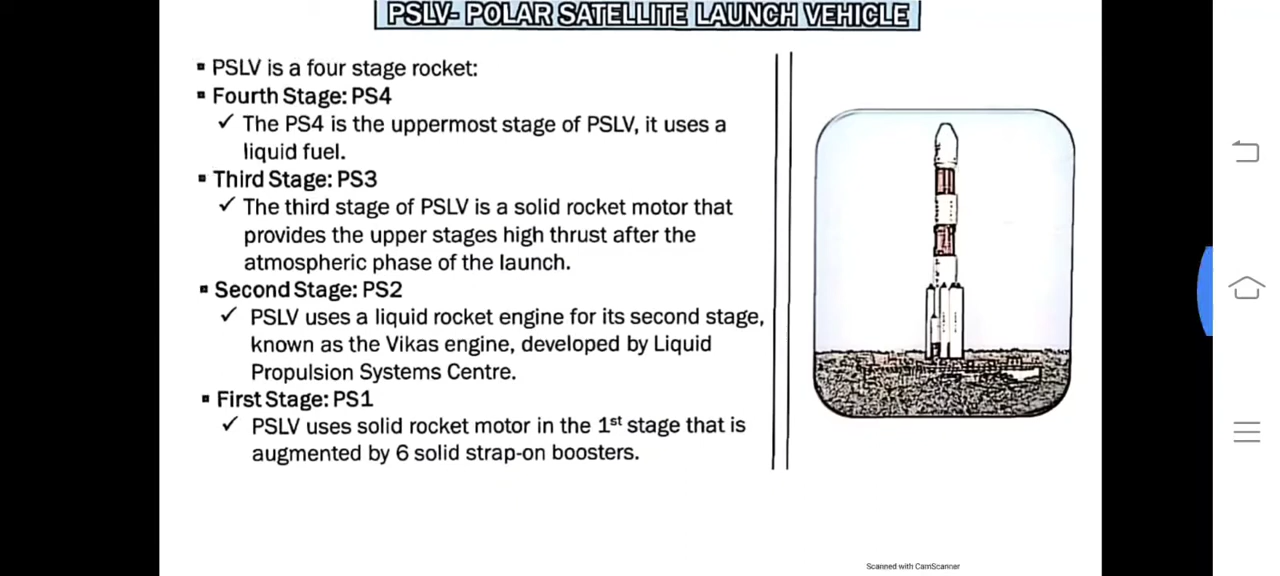 PSLV- POLAR SATELLITE LAUNCH VEHICLE
▪ PSLV is a four stage rocket:
▪ Fourth Stage: PS4
✓ The PS4 is the uppermost stage of PSLV, it uses a
liquid fuel.
▪ Third Stage: PS3
✓ The third stage of PSLV is a solid rocket motor that
provides the upper stages high thrust after the
atmospheric phase of the launch.
▪ Second Stage: PS2
✓ PSLV uses a liquid rocket engine for its second stage,
known as the Vikas engine, developed by Liquid
Propulsion Systems Centre.
▪ First Stage: PS1
✓ PSLV uses solid rocket motor in the 1st stage that is
augmented by 6 solid strap-on boosters.
Scanned with CamScanner